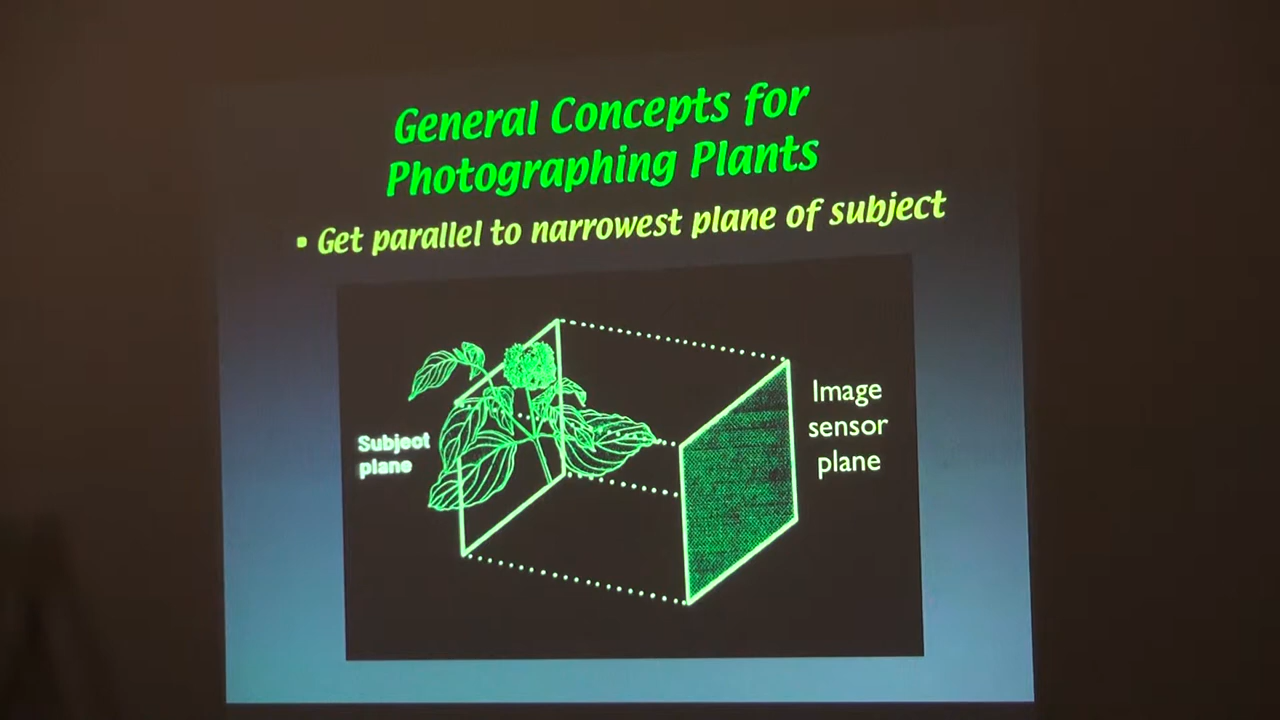 General Concepts for
Photographing Plants
▪ Get parallel to narrowest plane of subject
Subject
plane
Image
sensor
plane